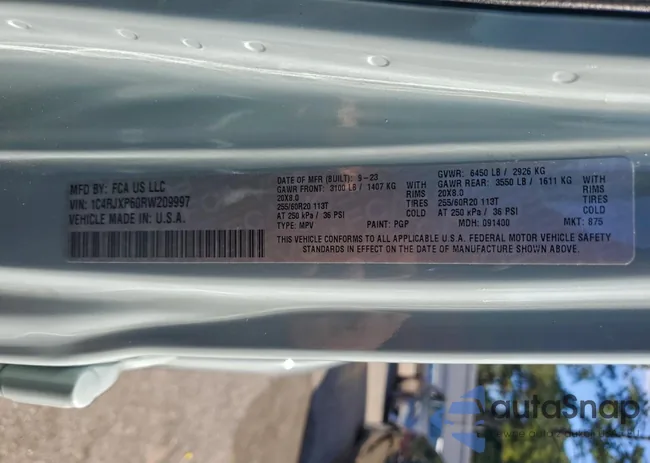 MFD BY: FCA US LLC
VIN: 1C4RJXP60RW209997
VEHICLE MADE IN U.S.A.
DATE OF MFR (BUILT): 9-23
GAWR FRONT: 3100 LB / 1407 KG
20X8.0
255/60R20 113T
AT 250 kPa / 36 PSI
WITH
RIMS
TIRES
COLD
GVWR: 6450 LB / 2926 KG
GAWR REAR: 3550 LB / 1611 KG
20X8.0
255/60R20 113T
AT 250 kPa / 36 PSI
WITH
RIMS
TIRES
COLD
TYPE: MPV PAINT: PGP MDH: 091400 MKT: 875
THIS VEHICLE CONFORMS TO ALL APPLICABLE U.S.A. FEDERAL MOTOR VEHICLE SAFETY
STANDARDS IN EFFECT ON THE DATE OF MANUFACTURE SHOWN ABOVE.
autaSnap